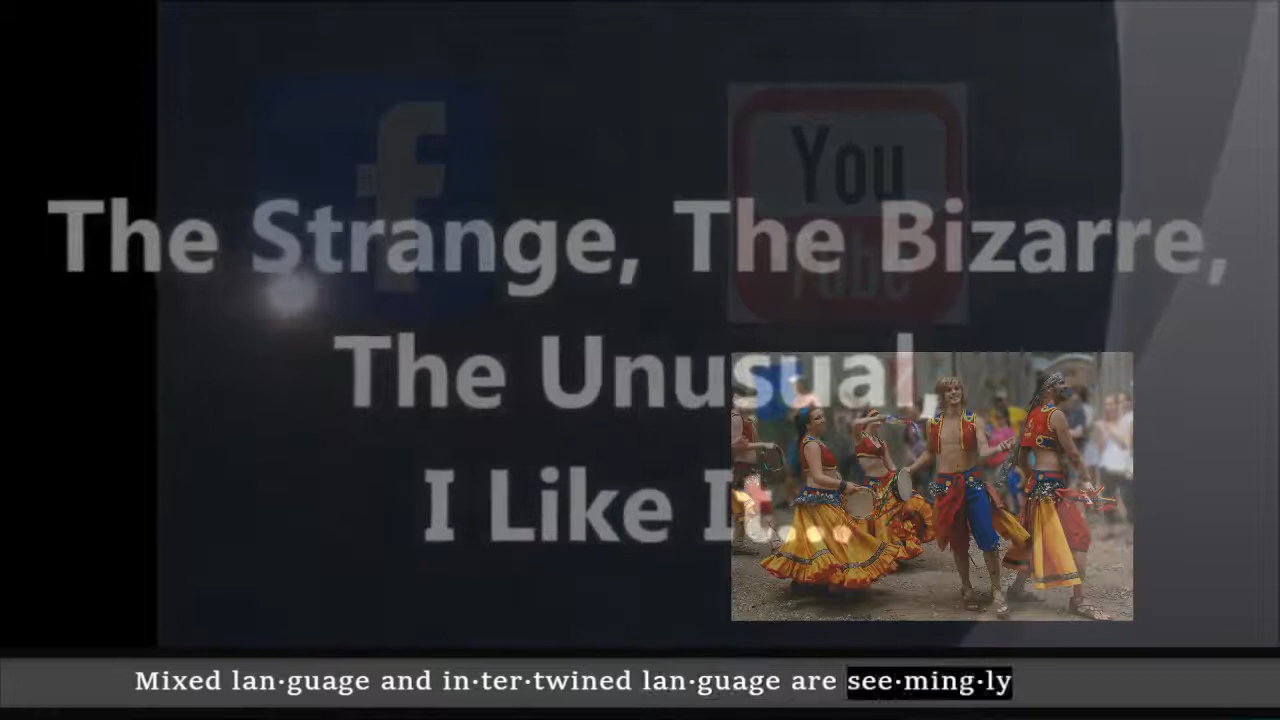 f
You
Tube
The Strange, The Bizarre,
The Unusual,
I Like It...
Mixed lan·guage and in·ter·twined lan·guage are see·ming·ly